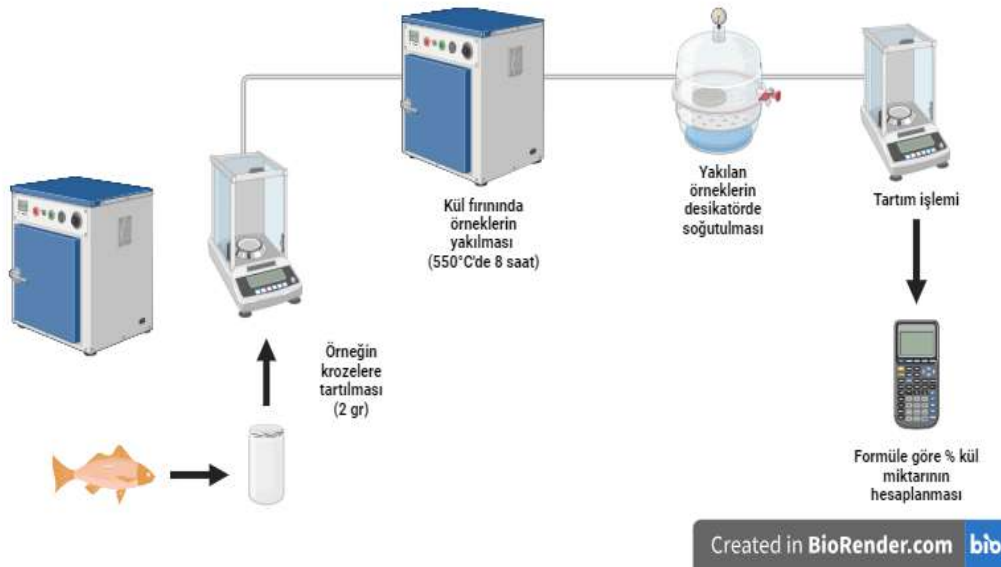 Örneğin
krozelere
tartılması
(2 gr)
Kül fırınında
örneklerin
yakılması
(550°C'de 8 saat)
Yakılan
örneklerin
desikatörde
soğutulması
Tartım işlemi
Formüle göre % kül
miktarının
hesaplanması
Created in BioRender.com bio